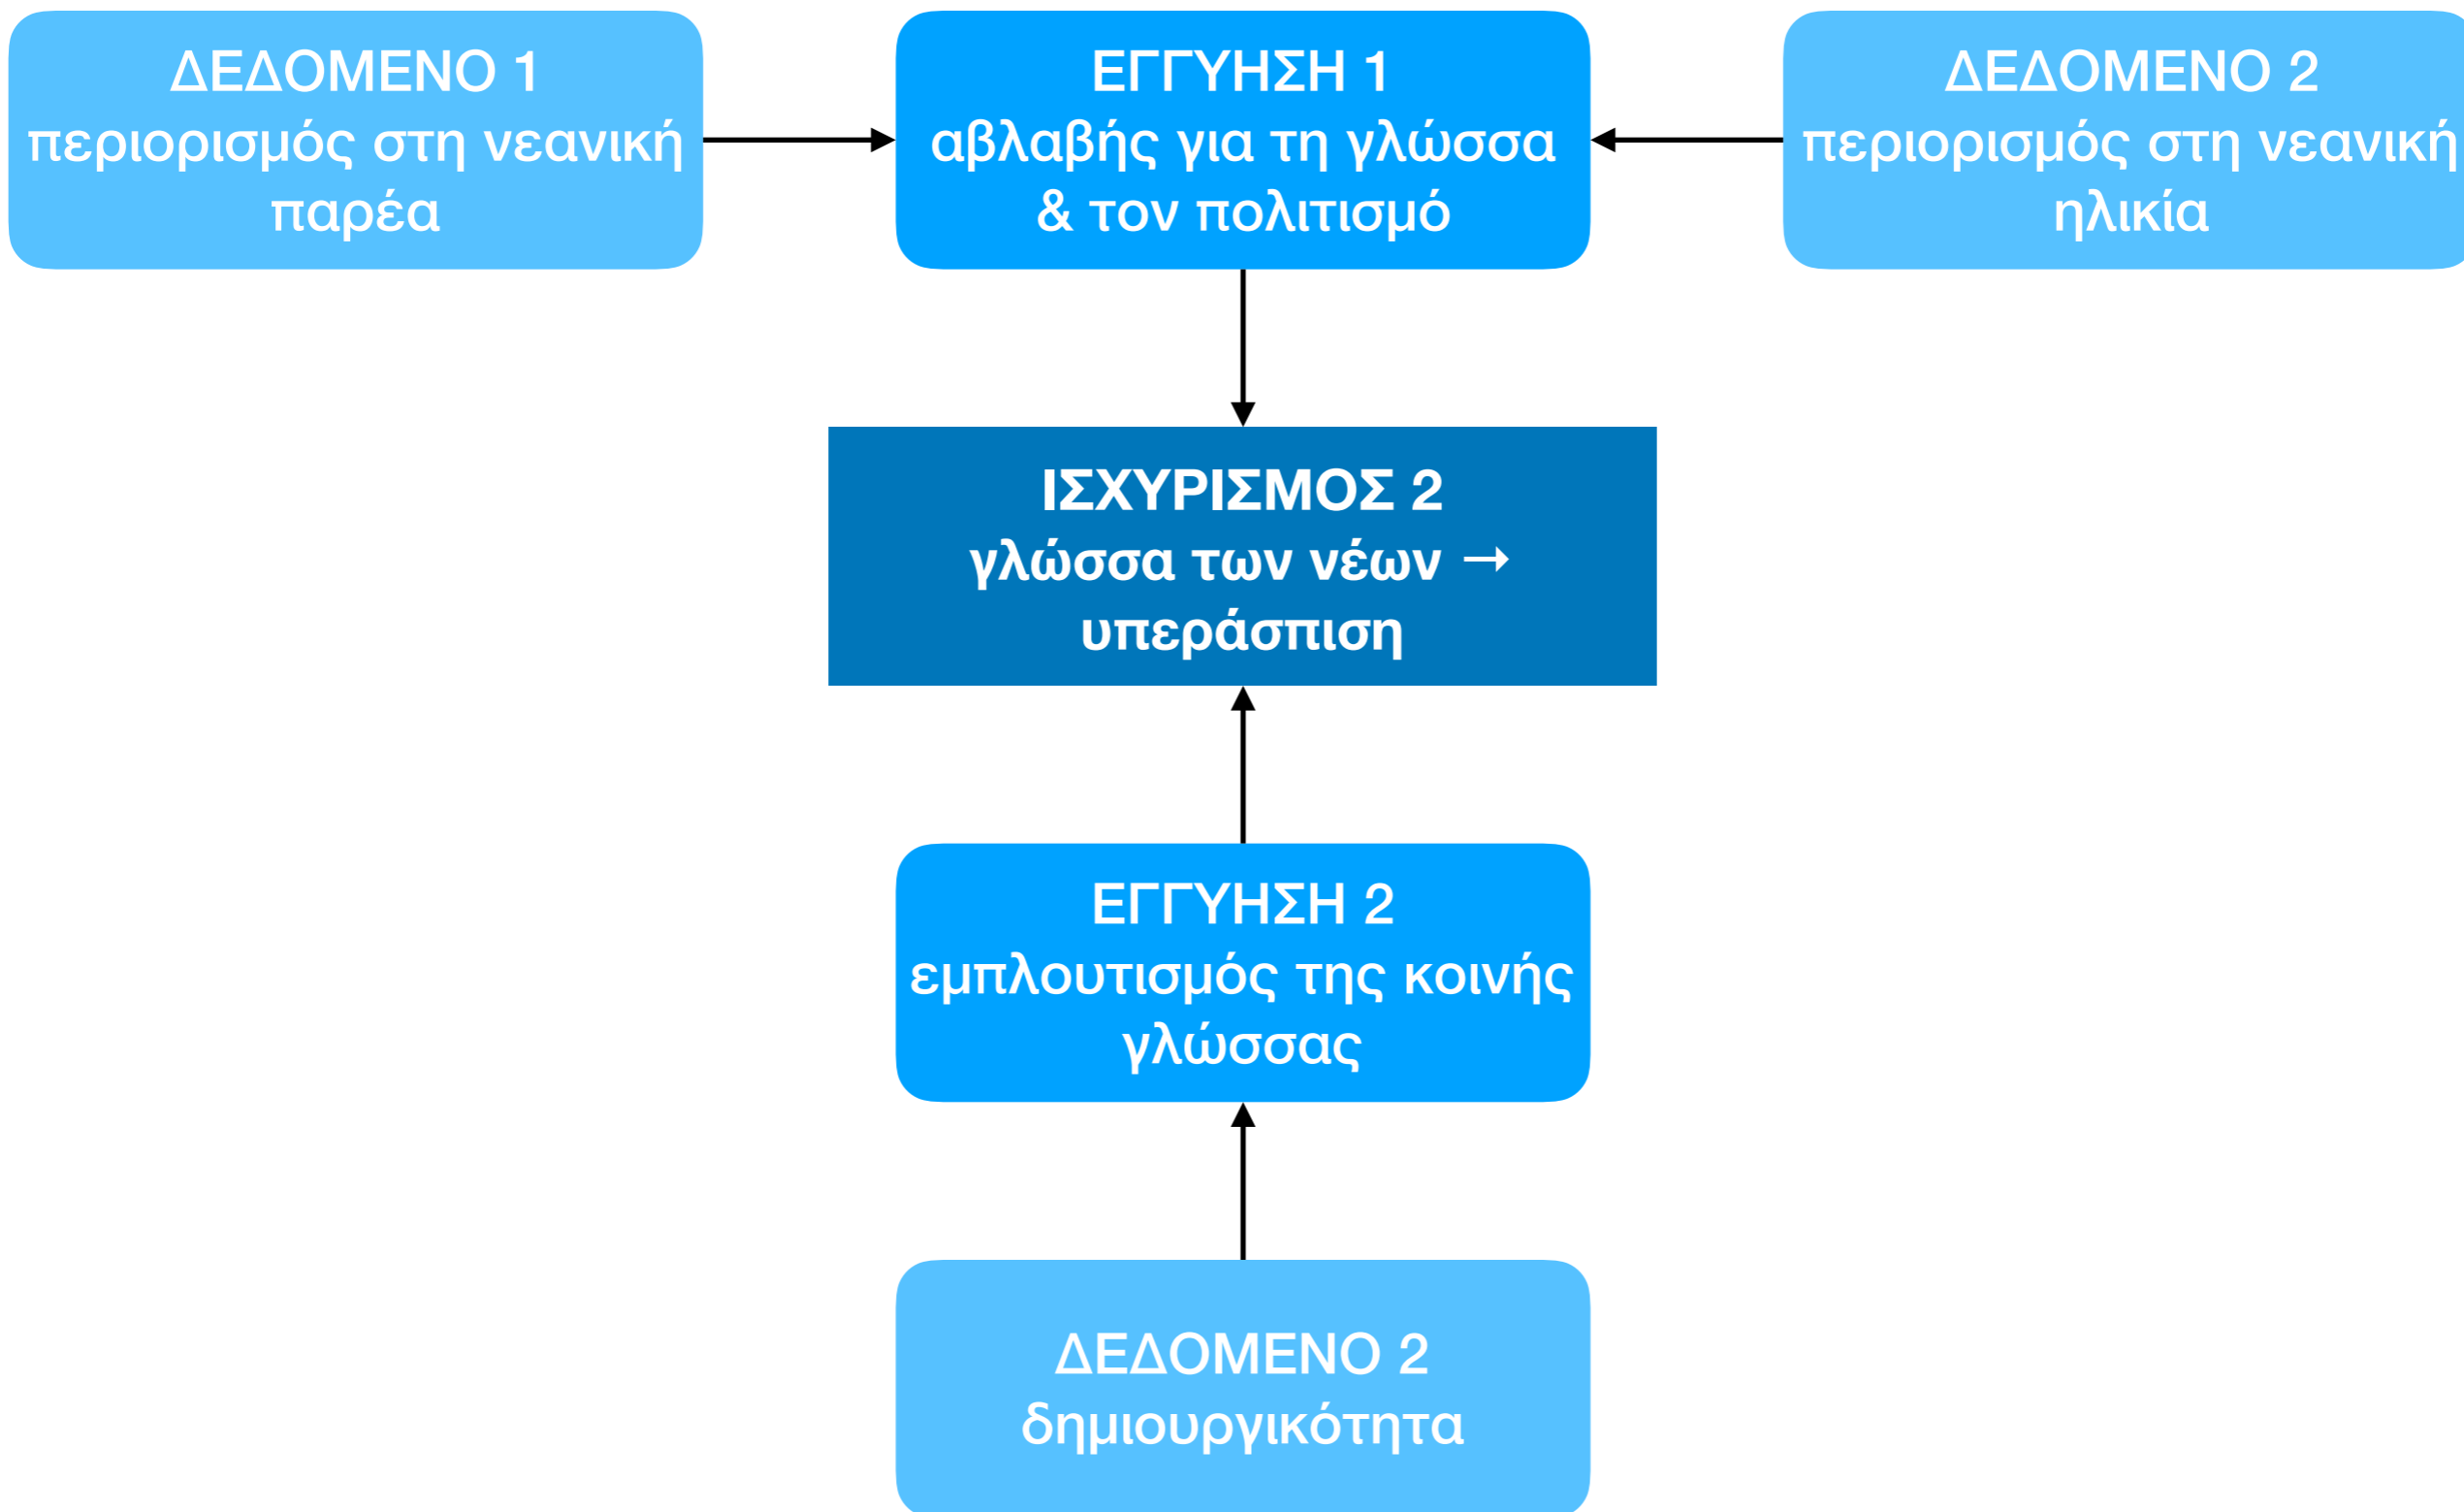 ΔΕΔΟΜΕΝΟ 1
περιορισμός στη νεανική
παρέα
ΕΓΓΥΗΣΗ 1
αβλαβής για τη γλώσσα
& τον πολιτισμό
ΔΕΔΟΜΕΝΟ 2
περιορισμός στη νεανική
ηλικία
ΙΣΧΥΡΙΣΜΟΣ 2
γλώσσα των νέων →
υπεράσπιση
ΕΓΓΥΗΣΗ 2
εμπλουτισμός της κοινής
γλώσσας
ΔΕΔΟΜΕΝΟ 2
δημιουργικότητα